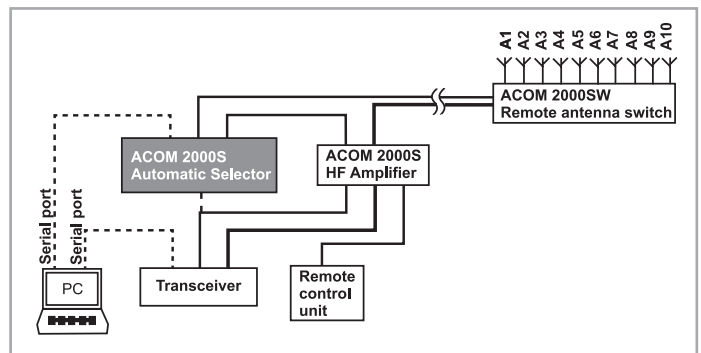 A1
A2
A3
A4
A5
A6
A7
A8
A9
A10
ACOM 2000SW
Remote antenna switch
ACOM 2000S
Automatic Selector
ACOM 2000S
HF Amplifier
Serial port
Serial port
PC
Transceiver
Remote
control
unit